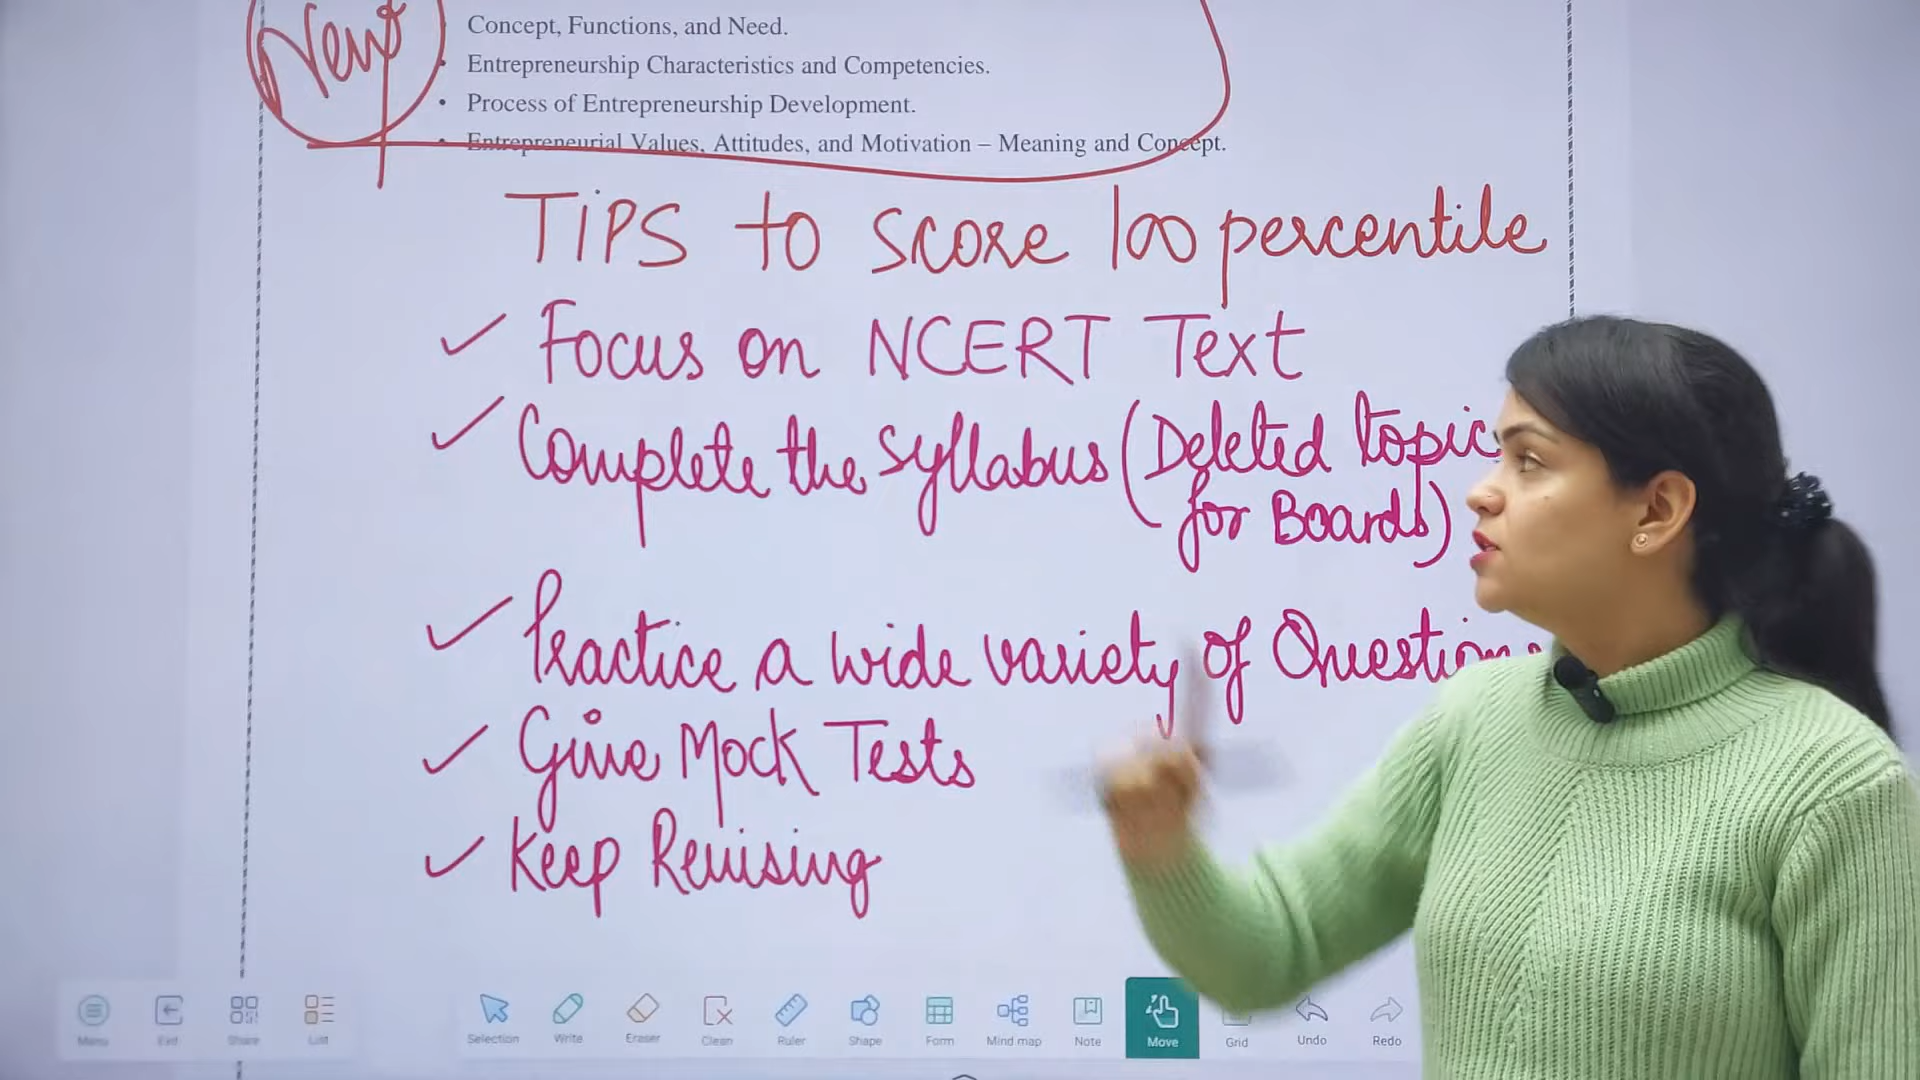 New
Concept, Functions, and Need.
• Entrepreneurship Characteristics and Competencies.
• Process of Entrepreneurship Development.
• Entrepreneurial Values, Attitudes, and Motivation – Meaning and Concept.
TIPS to score 100 percentile
✓ Focus on NCERT Text
✓ Complete the syllabus (Deleted topic
for Boards)
✓ Practice a wide variety of Questions
✓ Give Mock Tests
✓ Keep Revising
Menu Exit Share List Selection Write Eraser Clean Ruler Shape Form Mind map Note Move Grid Undo Redo